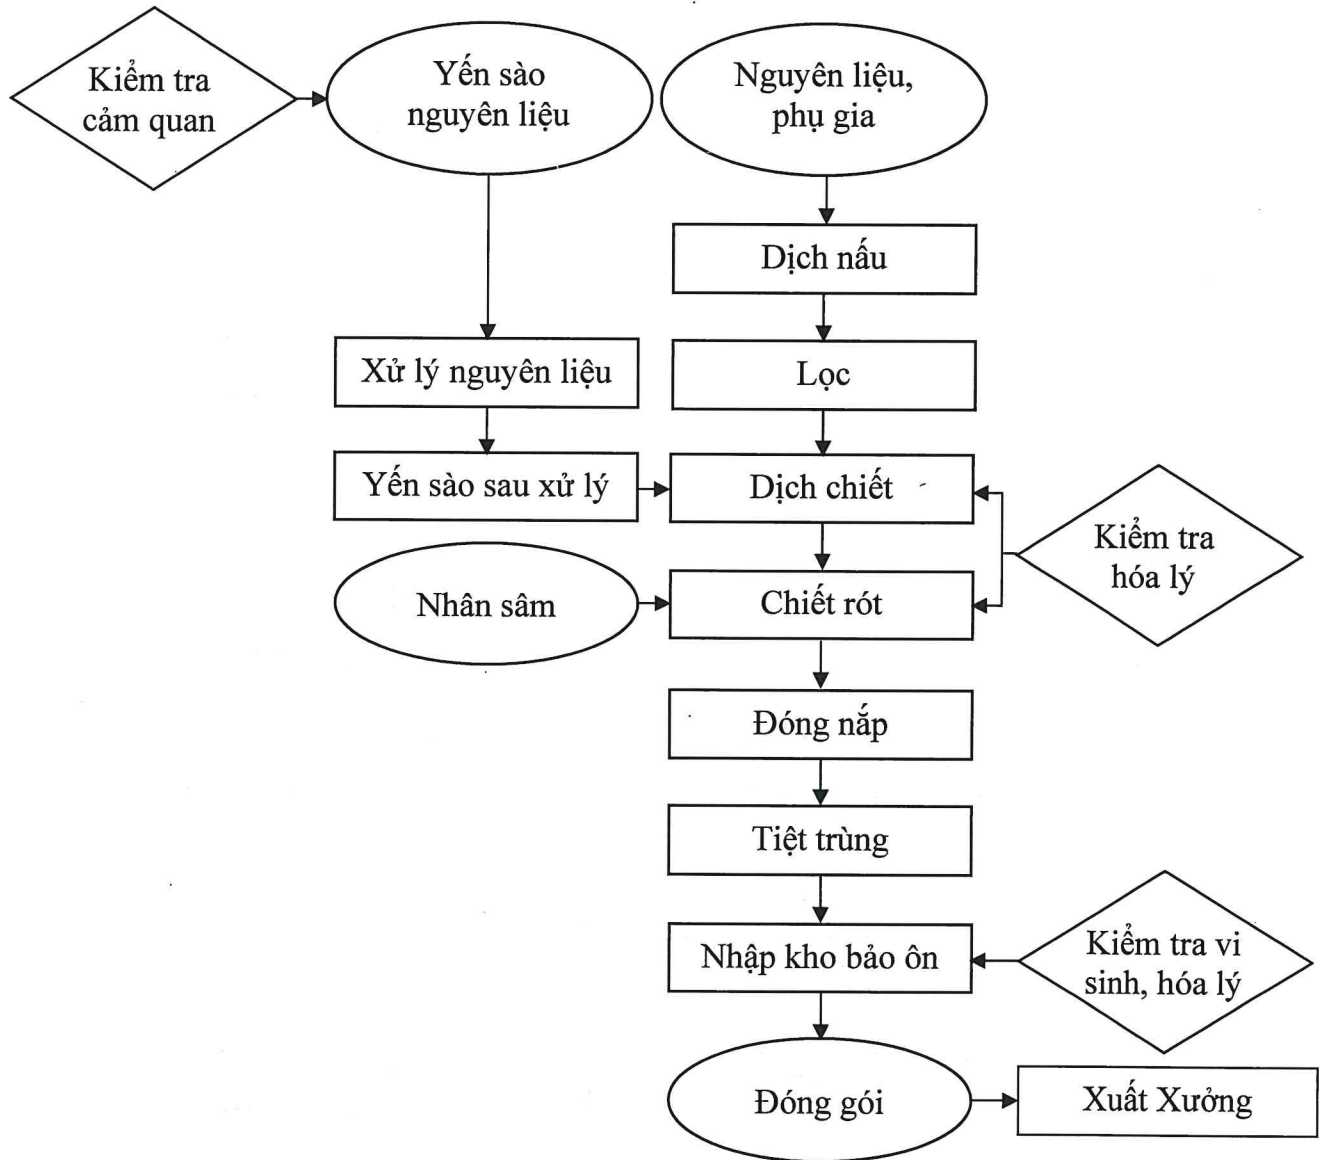 Kiểm tra
cảm quan
Yến sào
nguyên liệu
Nguyên liệu,
phụ gia
Dịch nấu
Xử lý nguyên liệu
Lọc
Yến sào sau xử lý
Dịch chiết
Kiểm tra
hóa lý
Nhân sâm
Chiết rót
Đóng nắp
Tiệt trùng
Nhập kho bảo ôn
Kiểm tra vi
sinh, hóa lý
Đóng gói
Xuất Xưởng